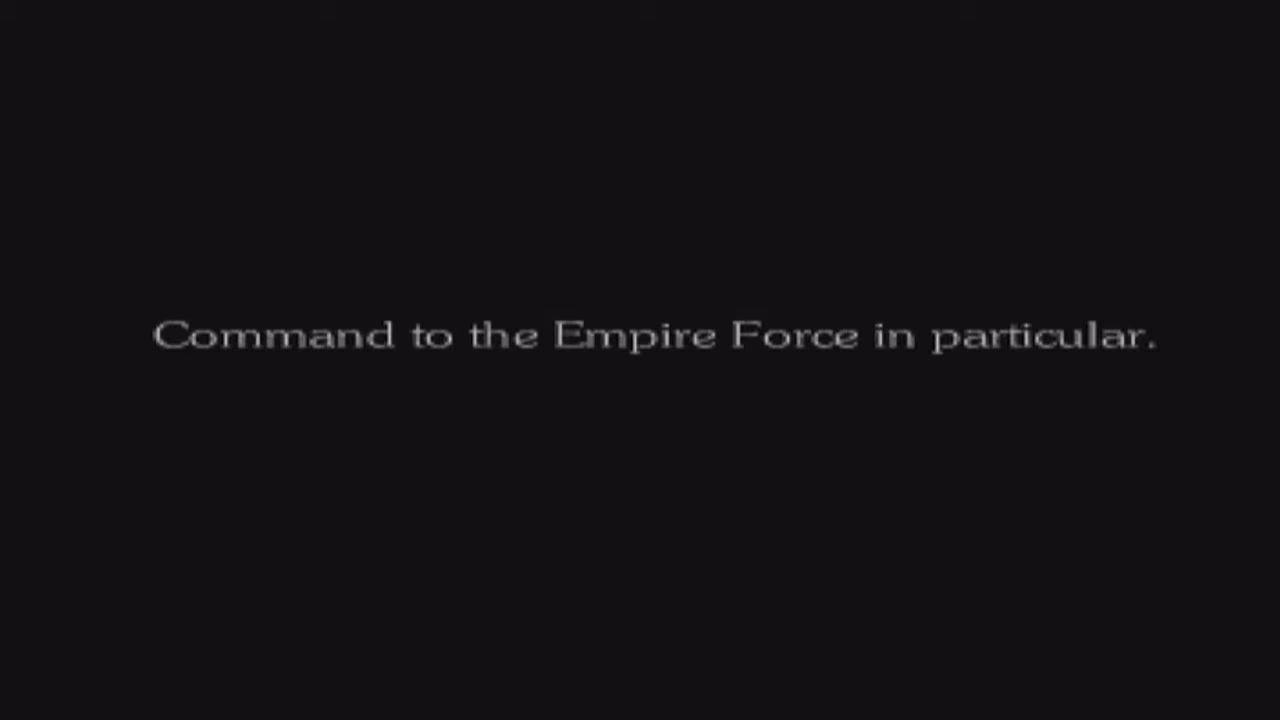 Command to the Empire Force in particular.